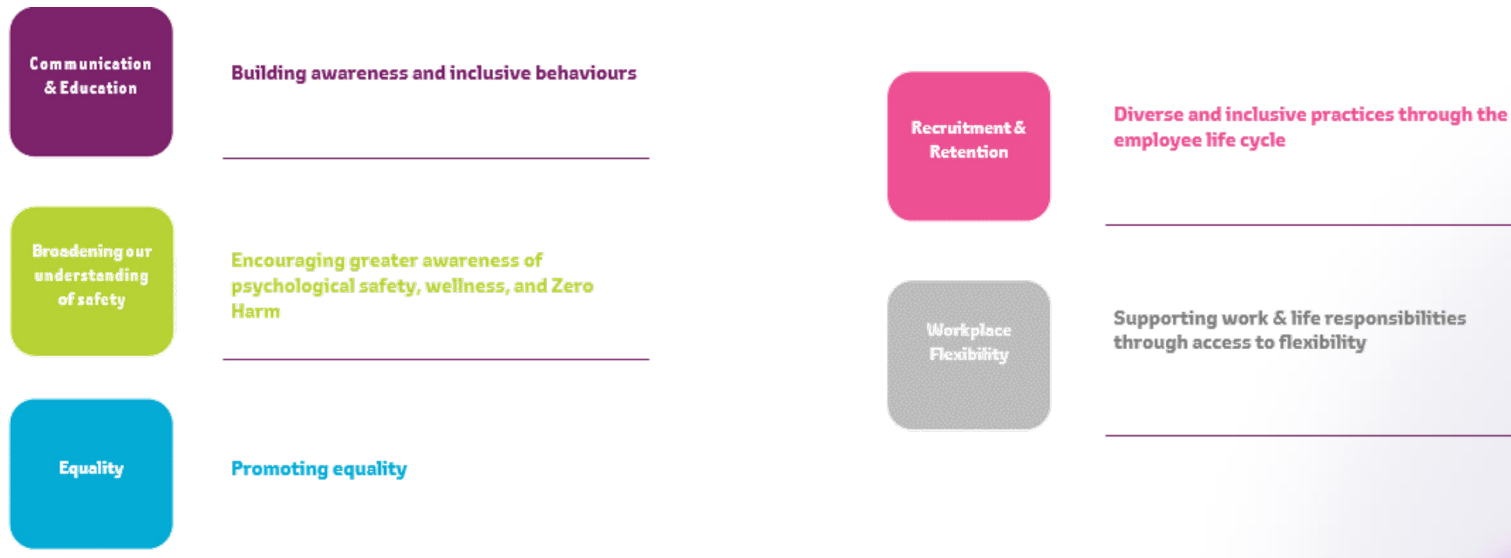 Communication
& Education
Building awareness and inclusive behaviours
Broadening our
understanding
of safety
Encouraging greater awareness of
psychological safety, wellness, and Zero
Harm
Equality
Promoting equality
Recruitment &
Retention
Diverse and inclusive practices through the
employee life cycle
Workplace
Flexibility
Supporting work & life responsibilities
through access to flexibility